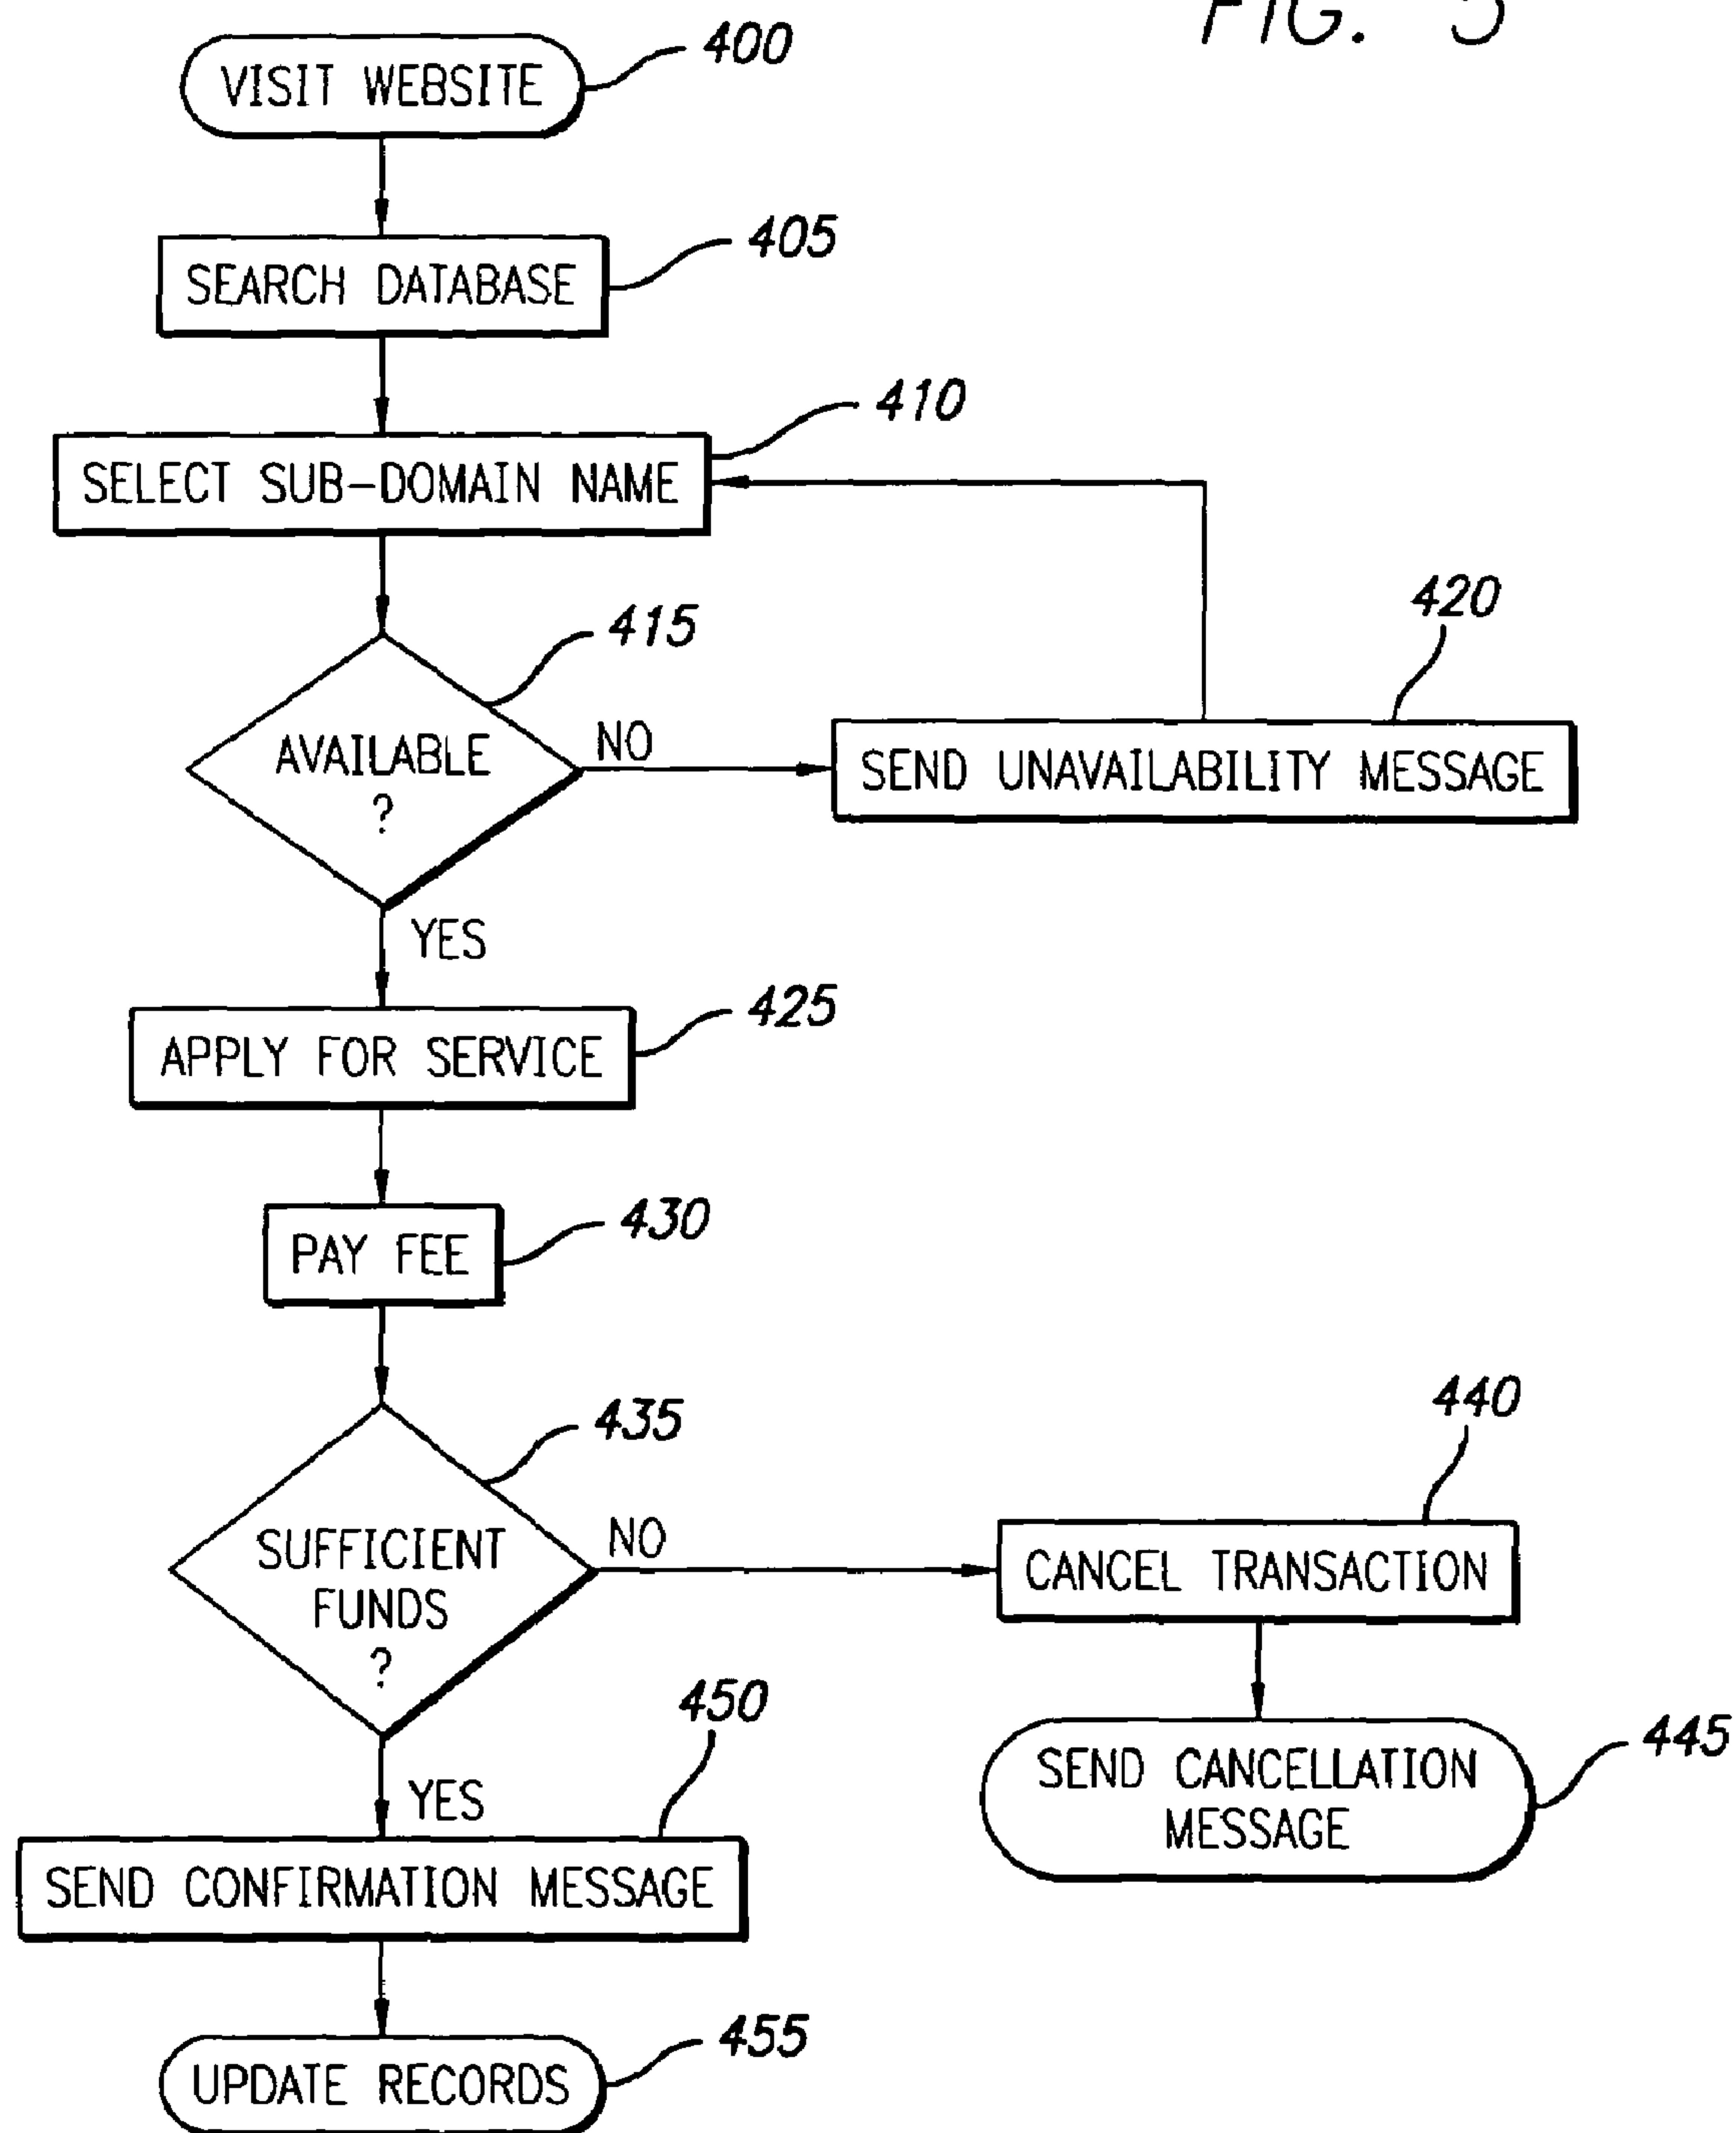 FIG. 5
400
VISIT WEBSITE
405
SEARCH DATABASE
410
SELECT SUB-DOMAIN NAME
415
420
AVAILABLE
?
NO
SEND UNAVAILABILITY MESSAGE
YES
425
APPLY FOR SERVICE
430
PAY FEE
435
440
SUFFICIENT
FUNDS
?
NO
CANCEL TRANSACTION
450
445
YES
SEND CANCELLATION
MESSAGE
SEND CONFIRMATION MESSAGE
455
UPDATE RECORDS